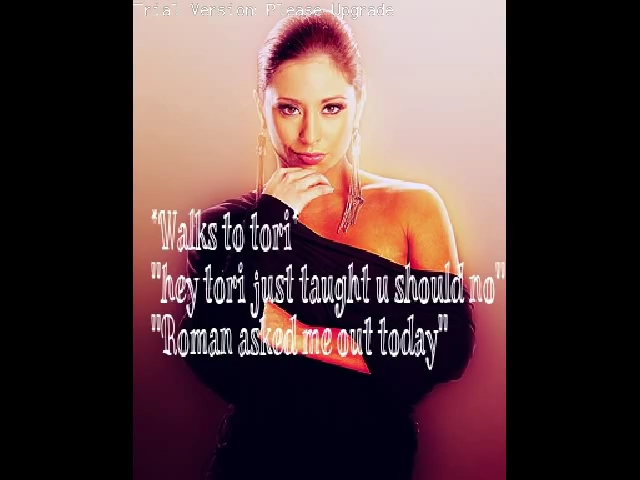 Trial Version Please Upgrade
*Walks to tori*
"hey tori just taught u should no"
"Roman asked me out today"